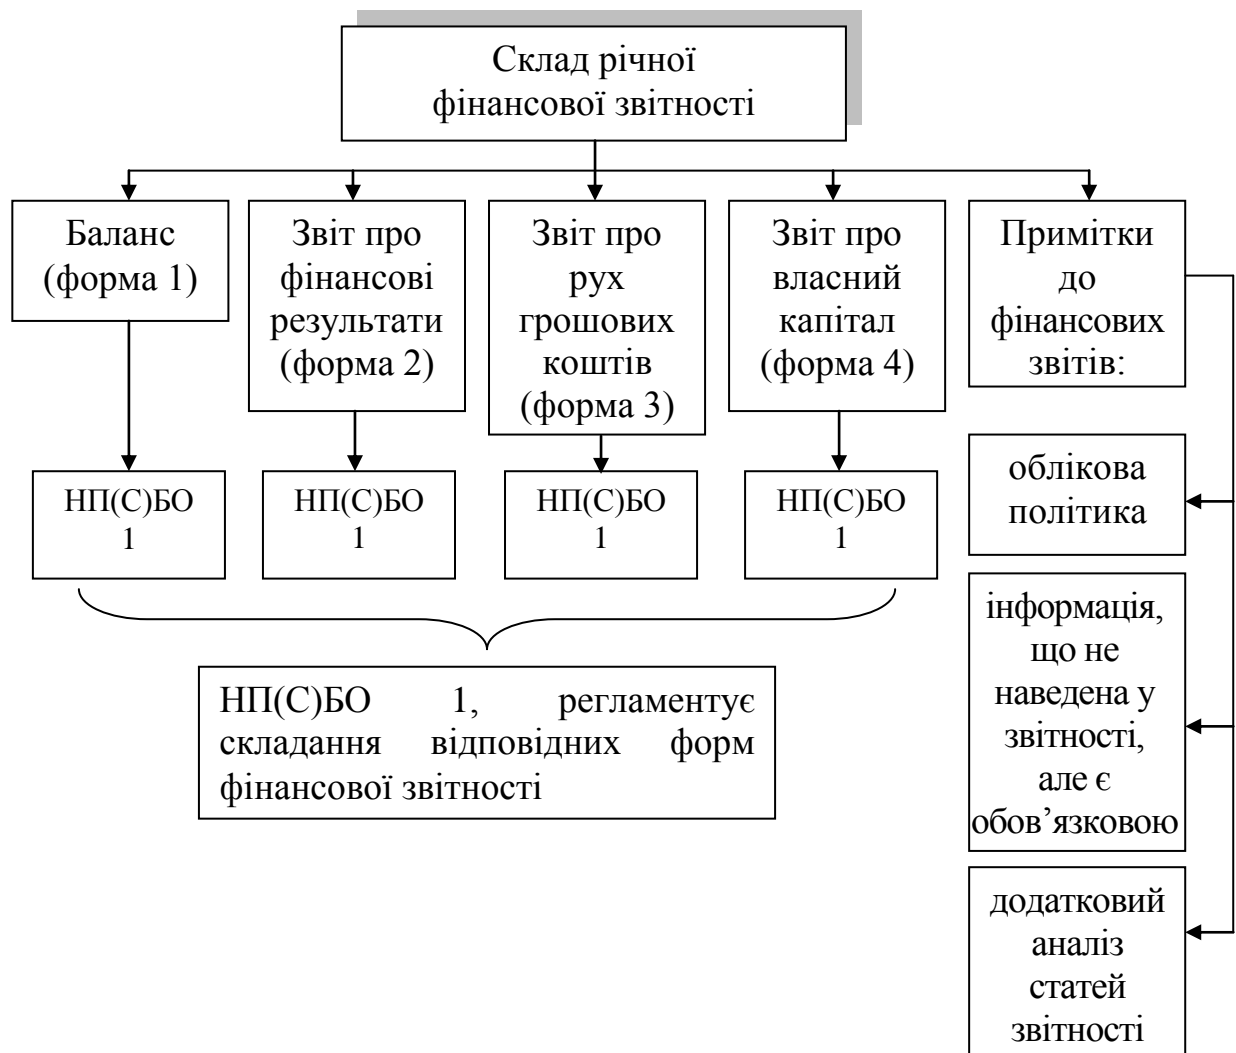 Склад річної
фінансової звітності
Баланс
(форма 1)
Звіт про
фінансові
результати
(форма 2)
Звіт про
рух
грошових
коштів
(форма 3)
Звіт про
власний
капітал
(форма 4)
Примітки
до
фінансових
звітів:
НП(С)БО
1
НП(С)БО
1
НП(С)БО
1
НП(С)БО
1
НП(С)БО 1, регламентує
складання відповідних форм
фінансової звітності
облікова
політика
інформація,
що не
наведена у
звітності,
але є
обов’язковою
додатковий
аналіз
статей
звітності